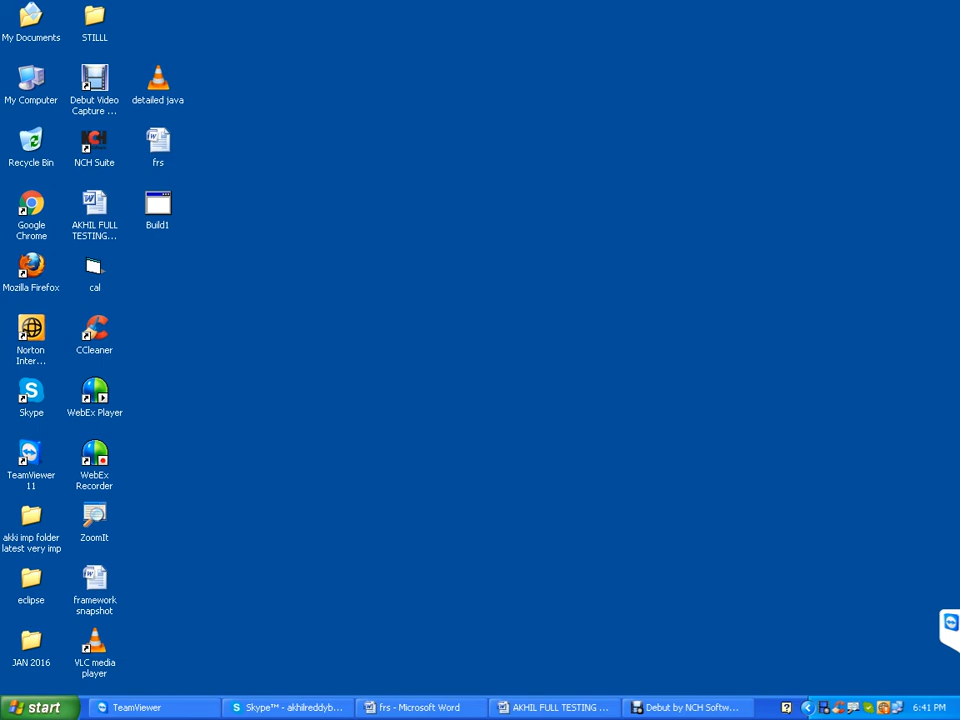 My Documents
STILLL
My Computer
Debut Video
Capture ...
detailed java
Recycle Bin
NCH Suite
frs
Google
Chrome
AKHIL FULL
TESTING...
Build1
Mozilla Firefox
cal
Norton
Inter...
CCleaner
Skype
WebEx Player
TeamViewer
11
WebEx
Recorder
akki imp folder
latest very imp
ZoomIt
eclipse
framework
snapshot
JAN 2016
VLC media
player
start
TeamViewer
Skype™ - akhilreddyb...
frs - Microsoft Word
AKHIL FULL TESTING ...
Debut by NCH Softw...
6:41 PM